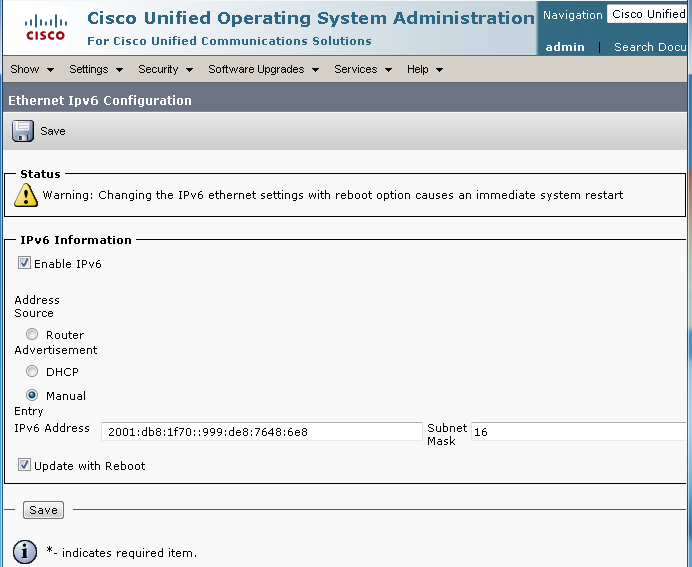 Cisco Unified Operating System Administration
For Cisco Unified Communications Solutions
CISCO
Navigation Cisco Unified
admin | Search Docu
Show Settings Security Software Upgrades Services Help
Ethernet Ipv6 Configuration
Save
Status
Warning: Changing the IPv6 ethernet settings with reboot option causes an immediate system restart
IPv6 Information
Enable IPv6
Address
Source
Router
Advertisement
DHCP
Manual
Entry
IPv6 Address 2001:db8:1f70::999:de8:7648:6e8 Subnet
Mask 16
Update with Reboot
Save
*- indicates required item.